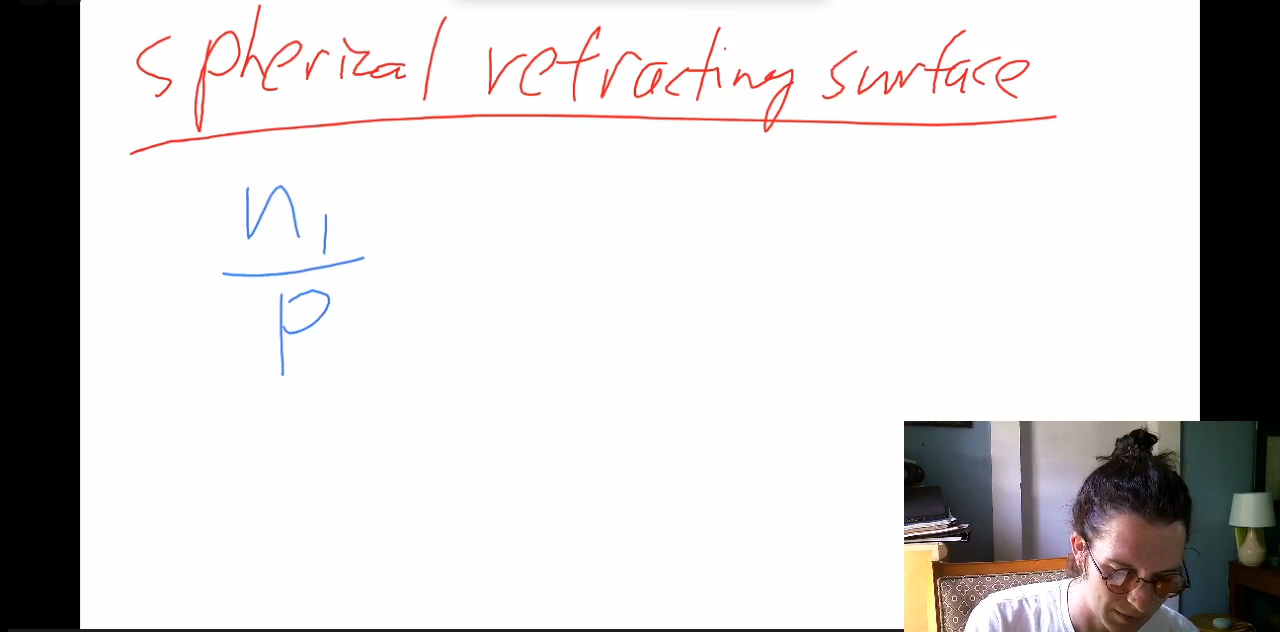 spherical refracting surface
n₁
p